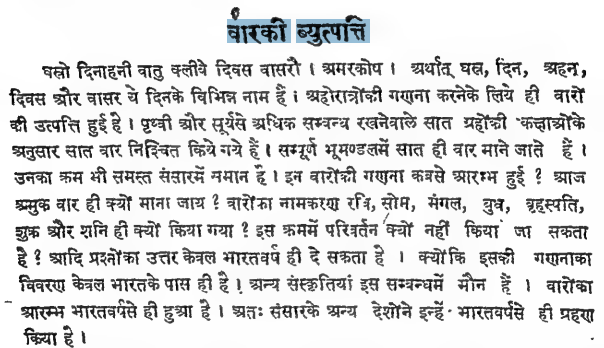 वारकी ब्युत्पत्ति
घस्रो दिनाहनी वातु क्लीवे दिवस वासरौ । अमरकोष । अर्थात् घस्र, दिन, अहन्,
दिवस और वासर ये दिनके विभिन्न नाम हैं । अहोरात्रोंकी गणना करनेके लिये ही वारों
की उत्पत्ति हुई है । पृथ्वी और सूर्यसे अधिक सम्बन्ध रखनेवाले सात ग्रहोंकी कक्षाओंके
अनुसार सात वार निश्चित किये गये हैं । सम्पूर्ण भूमण्डलमें सात ही वार माने जाते हैं ।
उनका क्रम भी समस्त संसारमें समान है । इन वारोंकी गणना कबसे आरम्भ हुई ? आज
अमुक वार ही क्यों माना जाय ? वारोंका नामकरण रवि, सोम, मंगल, बुध, बृहस्पति,
शुक्र और शनि ही क्यों किया गया ? इस क्रममें परिवर्तन क्यों नहीं किया जा सकता
है ? आदि प्रश्नोंका उत्तर केवल भारतवर्ष ही दे सकता है । क्योंकि इसकी गणनाका
विवरण केवल भारतके पास ही है । अन्य संस्कृतियां इस सम्बन्धमें मौन हैं । वारोंका
आरम्भ भारतवर्षसे ही हुआ है । अतः संसारके अन्य देशोंने इन्हें भारतवर्षसे ही ग्रहण
किया है ।